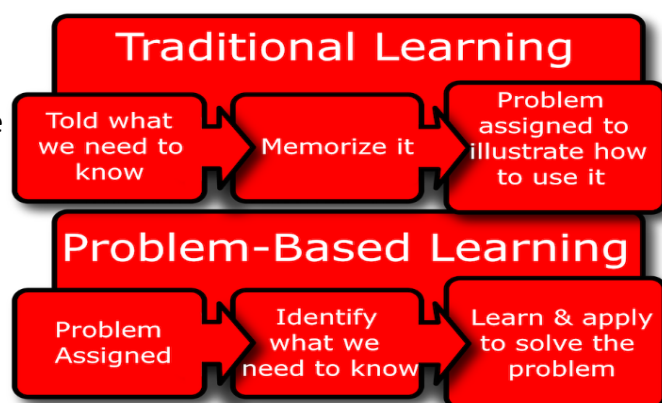 Traditional Learning
Told what
we need to
know
Memorize it
Problem
assigned to
illustrate how
to use it
Problem-Based Learning
Problem
Assigned
Identify
what we
need to know
Learn & apply
to solve the
problem